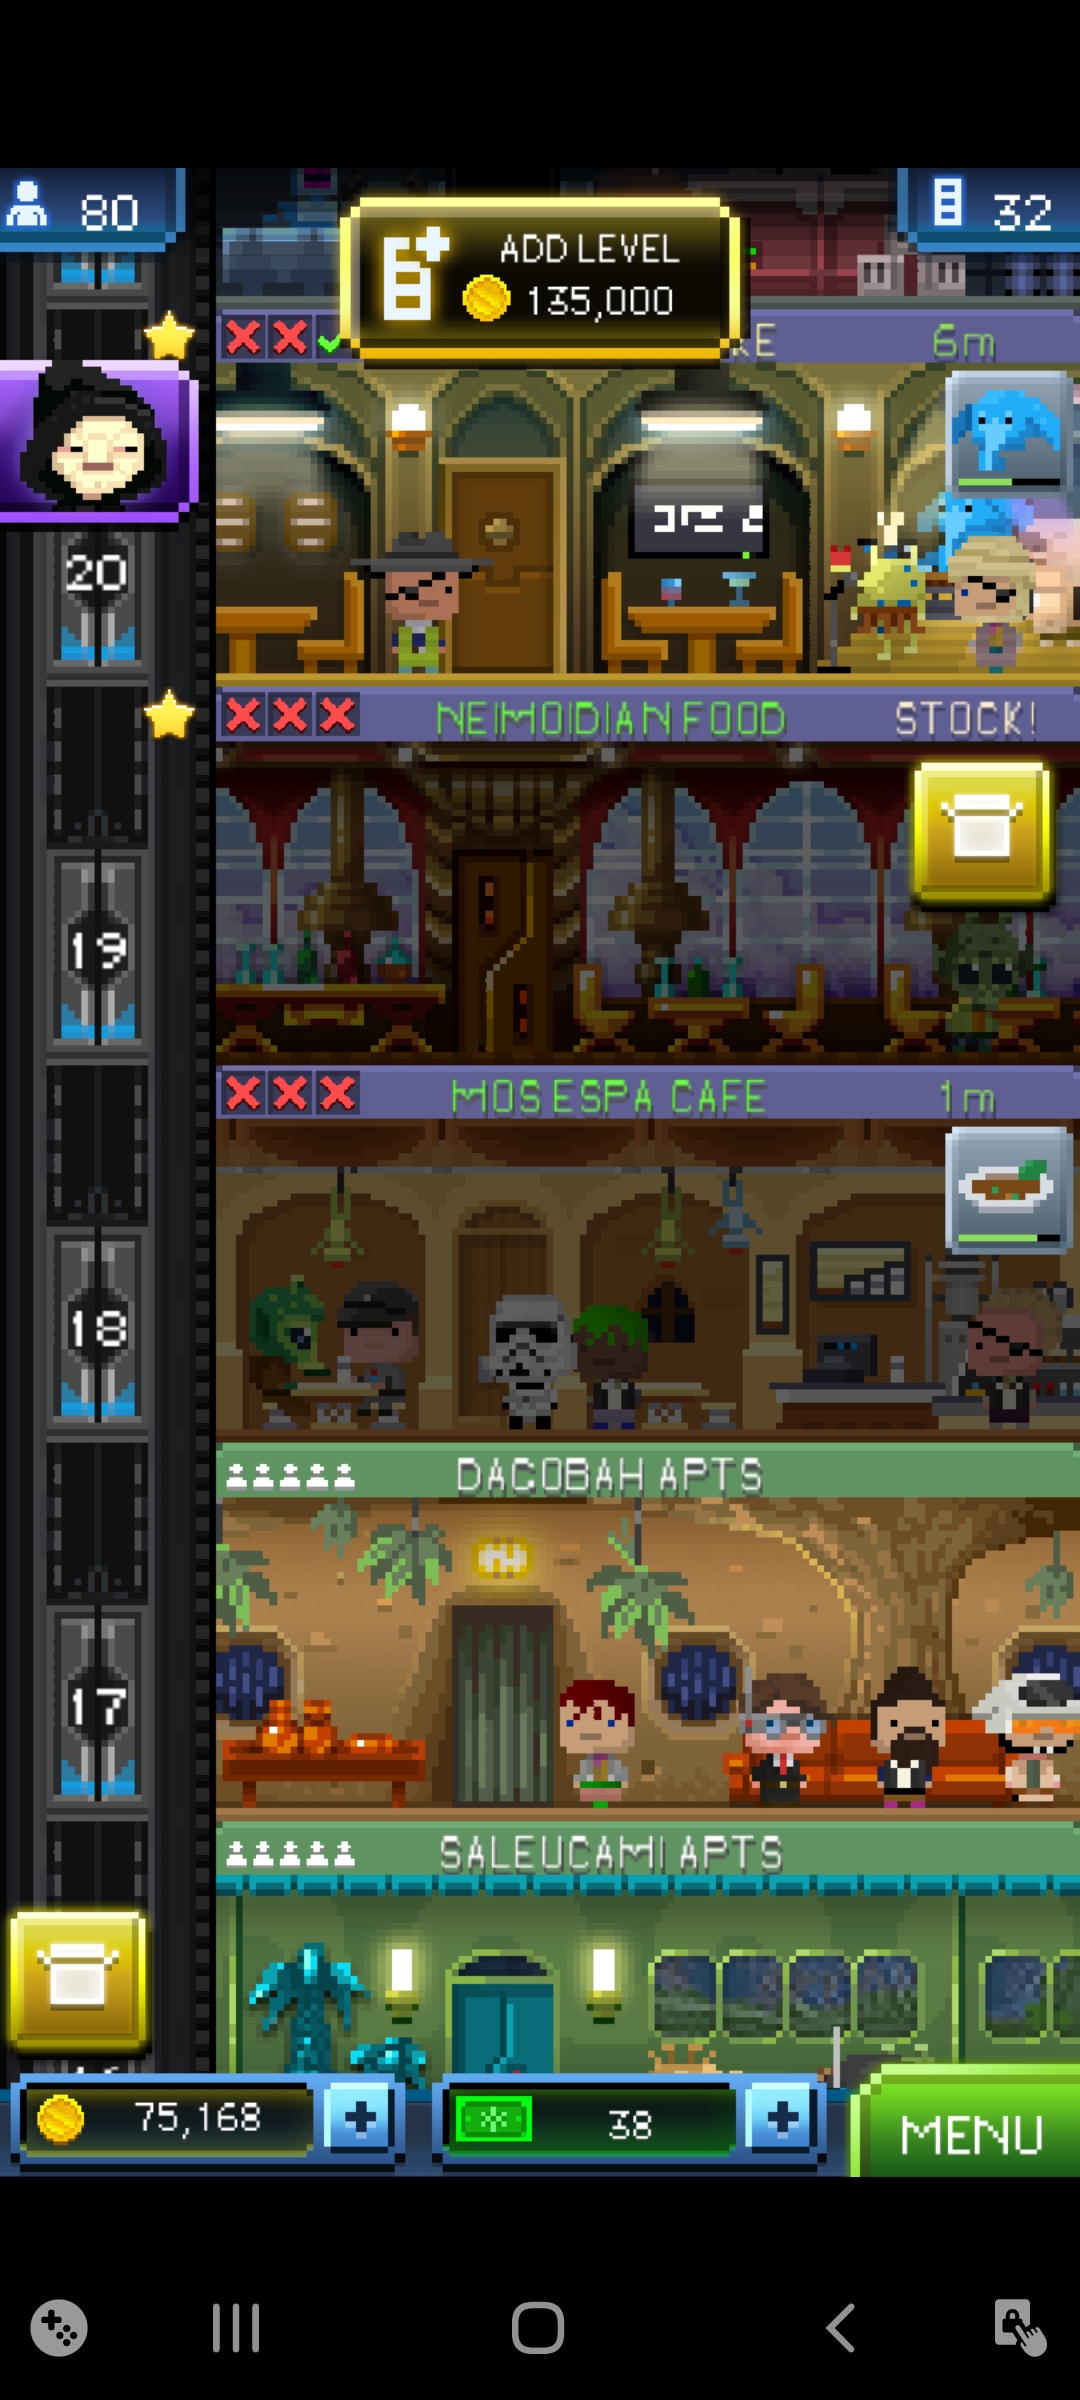 80
32
ADD LEVEL
135,000
KE 6m
20
NEIMOIDIAN FOOD STOCK!
19
MOS ESPA CAFE 1m
18
DAGOBAH APTS
17
SALEUCAMI APTS
75,168
38
MENU